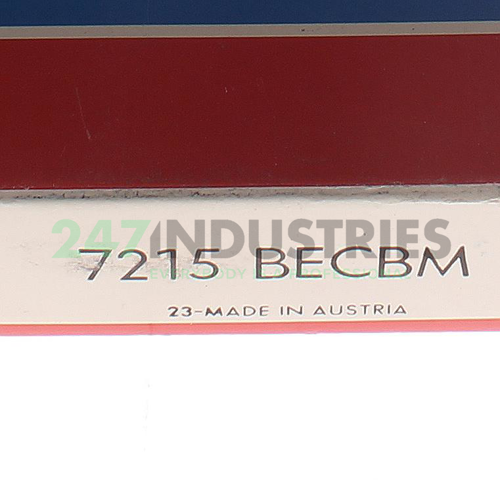 247INDUSTRIES
7215 BECBM
23-MADE IN AUSTRIA